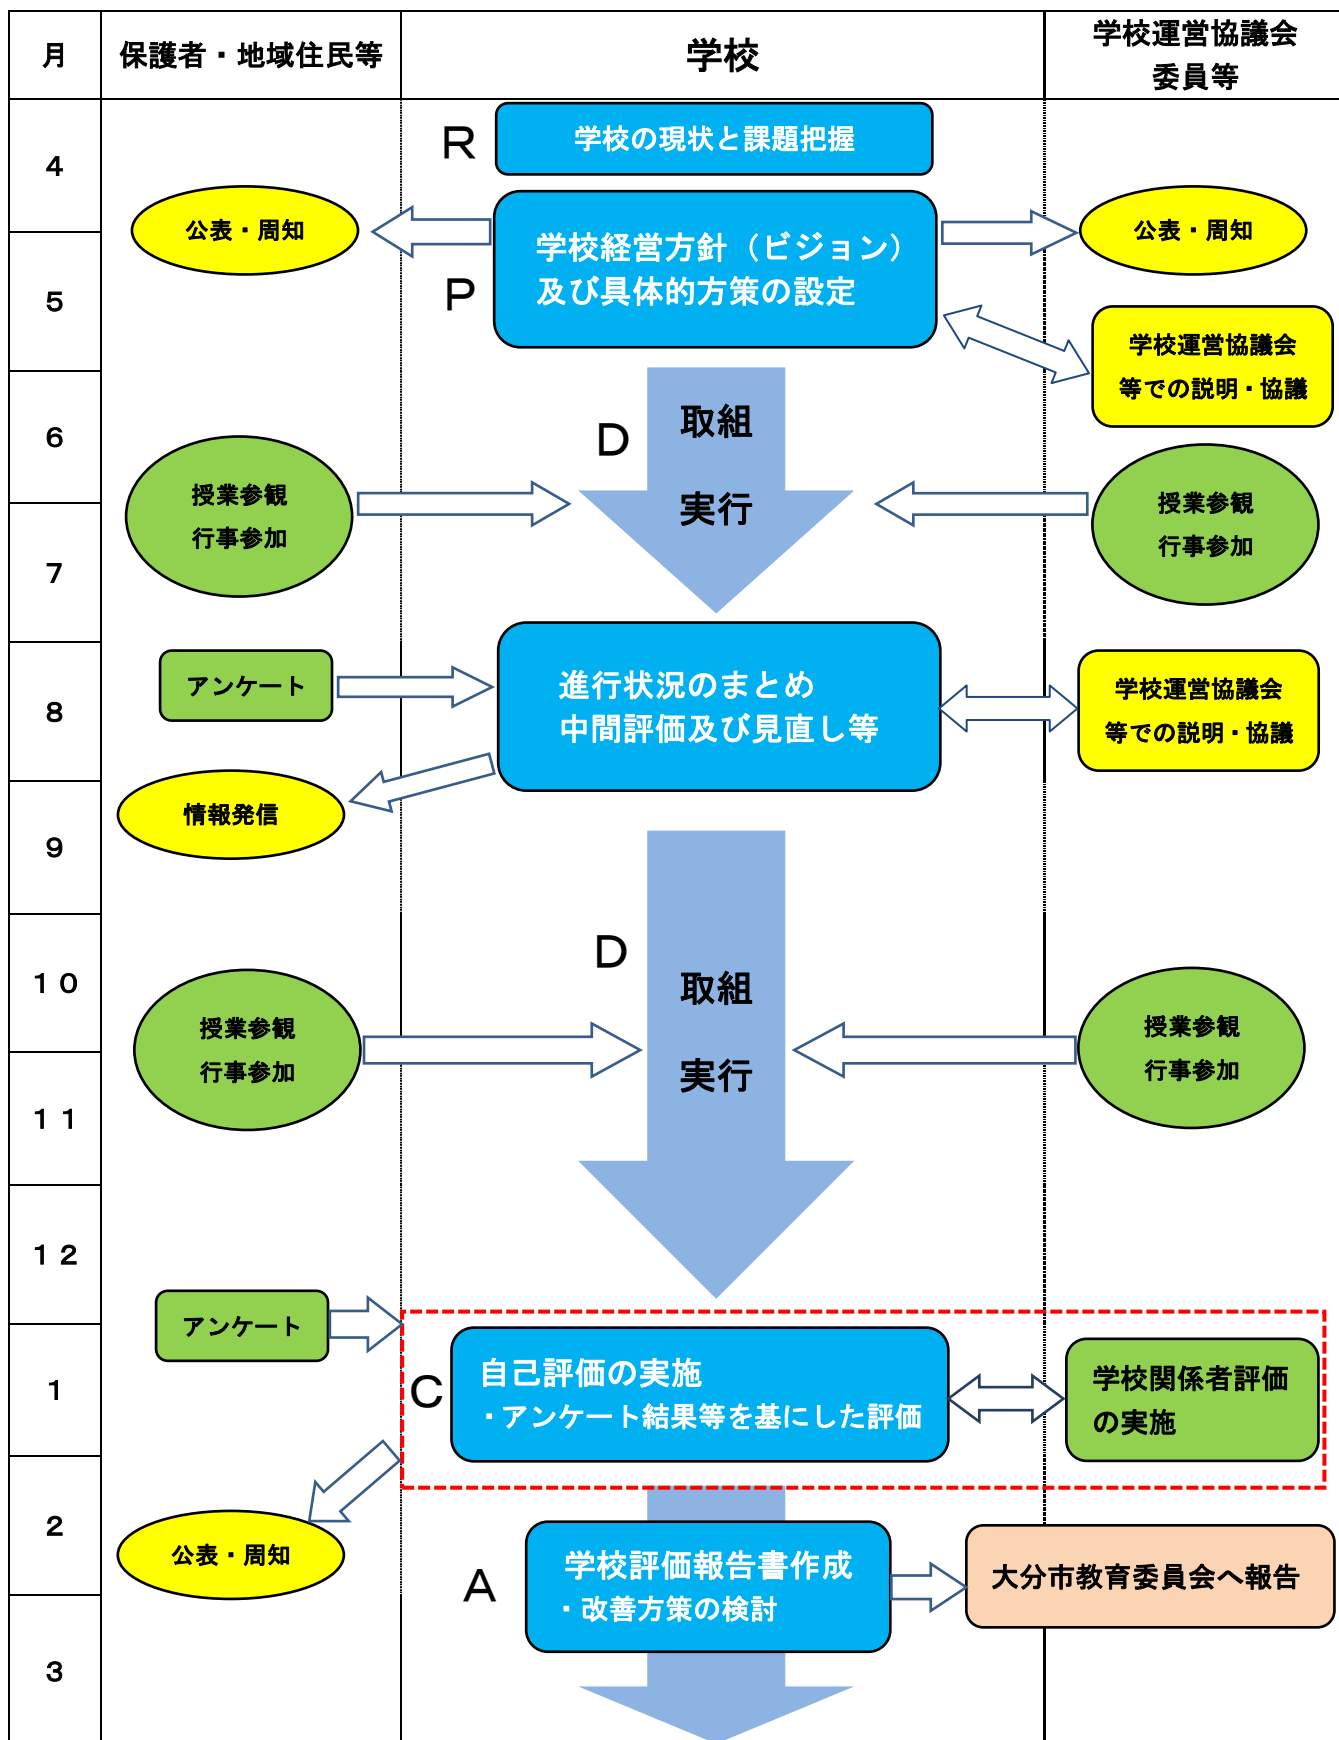 月
保護者・地域住民等
学校
学校運営協議会
委員等
4
R
学校の現状と課題把握
公表・周知
学校経営方針（ビジョン）
及び具体的方策の設定
公表・周知
P
5
学校運営協議会
等での説明・協議
6
D
取組
実行
授業参観
行事参加
授業参観
行事参加
7
アンケート
進行状況のまとめ
中間評価及び見直し等
学校運営協議会
等での説明・協議
8
情報発信
9
D
取組
実行
10
授業参観
行事参加
授業参観
行事参加
11
12
アンケート
1
C
自己評価の実施
・アンケート結果等を基にした評価
学校関係者評価
の実施
2
公表・周知
A
学校評価報告書作成
・改善方策の検討
大分市教育委員会へ報告
3